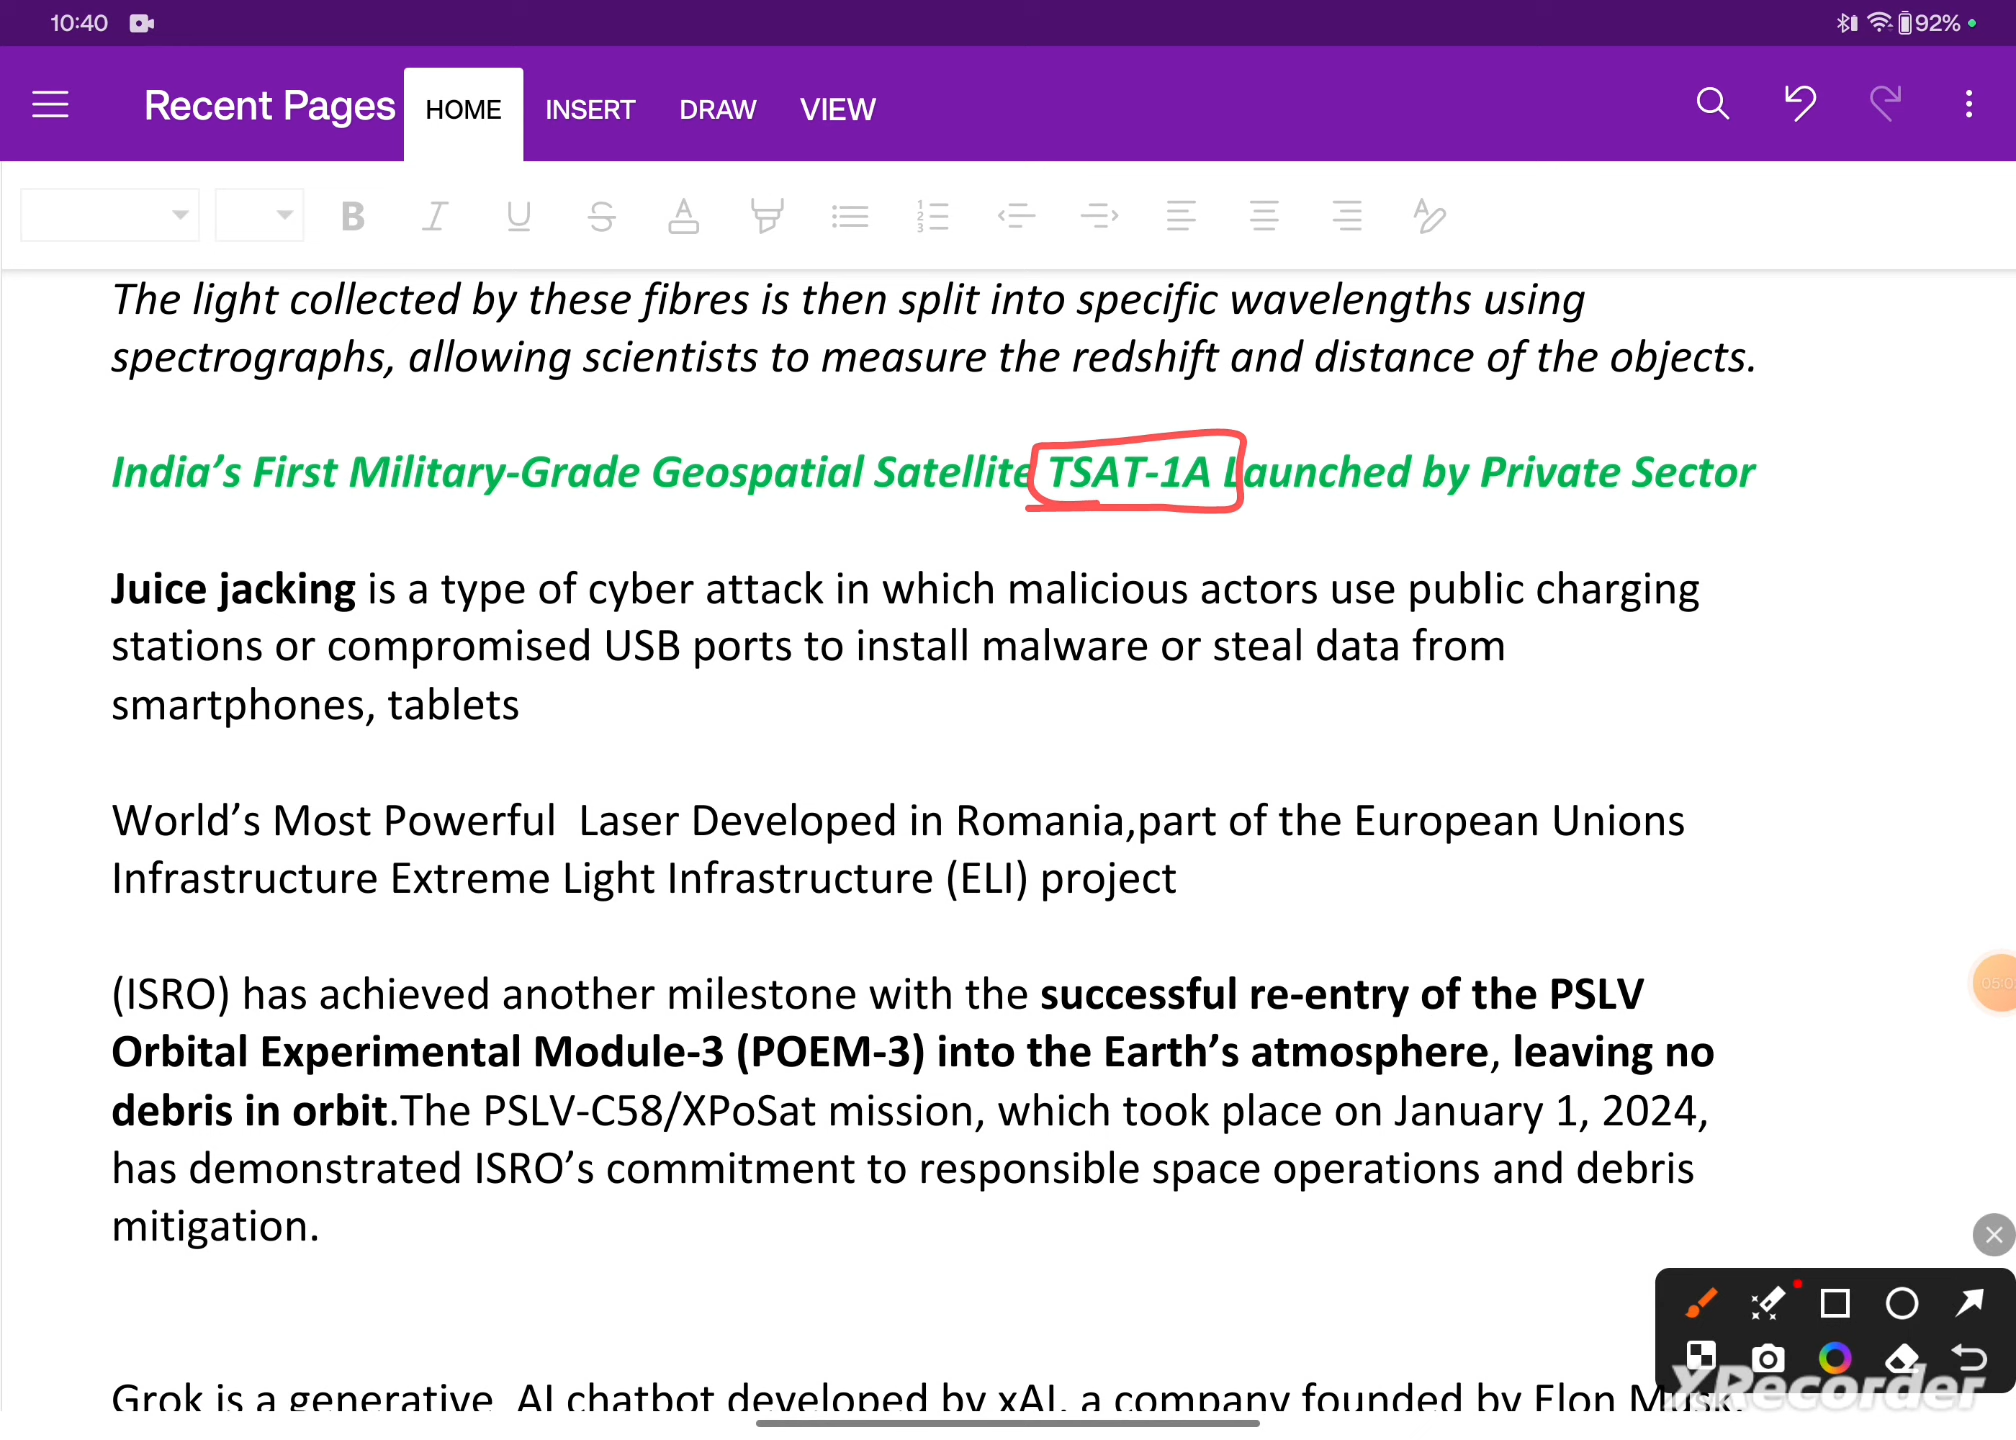 10:40
92%
Recent Pages HOME INSERT DRAW VIEW
The light collected by these fibres is then split into specific wavelengths using
spectrographs, allowing scientists to measure the redshift and distance of the objects.
India’s First Military-Grade Geospatial Satellite TSAT-1A Launched by Private Sector
Juice jacking is a type of cyber attack in which malicious actors use public charging
stations or compromised USB ports to install malware or steal data from
smartphones, tablets
World’s Most Powerful  Laser Developed in Romania,part of the European Unions
Infrastructure Extreme Light Infrastructure (ELI) project
(ISRO) has achieved another milestone with the successful re-entry of the PSLV
Orbital Experimental Module-3 (POEM-3) into the Earth’s atmosphere, leaving no
debris in orbit.The PSLV-C58/XPoSat mission, which took place on January 1, 2024,
has demonstrated ISRO’s commitment to responsible space operations and debris
mitigation.
Grok is a generative  AI chatbot developed by xAI, a company founded by Elon Musk.
XRecorder